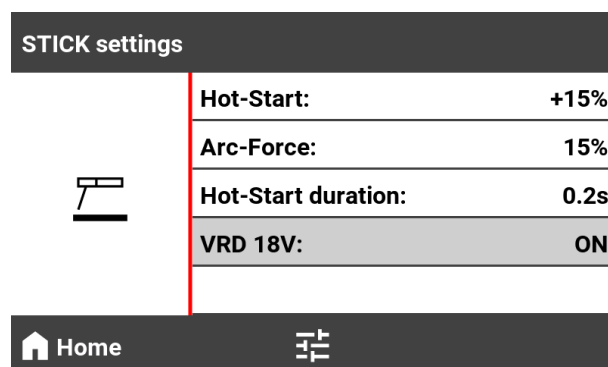 STICK settings
Hot-Start: +15%
Arc-Force: 15%
Hot-Start duration: 0.2s
VRD 18V: ON
Home